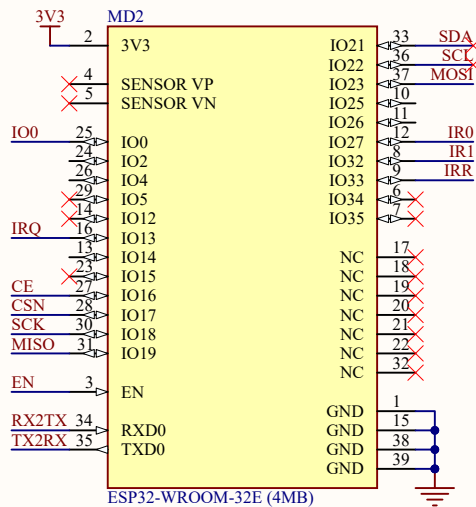 3V3
MD2
2 3V3
4 SENSOR VP
5 SENSOR VN
IO0 25 IO0
24 IO2
26 IO4
29 IO5
14 IO12
IRQ 16 IO13
13 IO14
23 IO15
CE 27 IO16
CSN 28 IO17
SCK 30 IO18
MISO 31 IO19
EN 3 EN
RX2TX 34 RXD0
TX2RX 35 TXD0
IO21 33 SDA
IO22 36 SCL
IO23 37 MOSI
IO25 10
IO26 11
IO27 12 IR0
IO32 8 IR1
IO33 9 IRR
IO34 6
IO35 7
NC 17
NC 18
NC 19
NC 20
NC 21
NC 22
NC 32
GND 1
GND 15
GND 38
GND 39
ESP32-WROOM-32E (4MB)